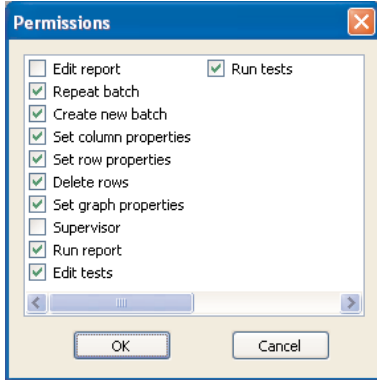 Permissions
Edit report
Repeat batch
Create new batch
Set column properties
Set row properties
Delete rows
Set graph properties
Supervisor
Run report
Edit tests
Run tests
OK
Cancel